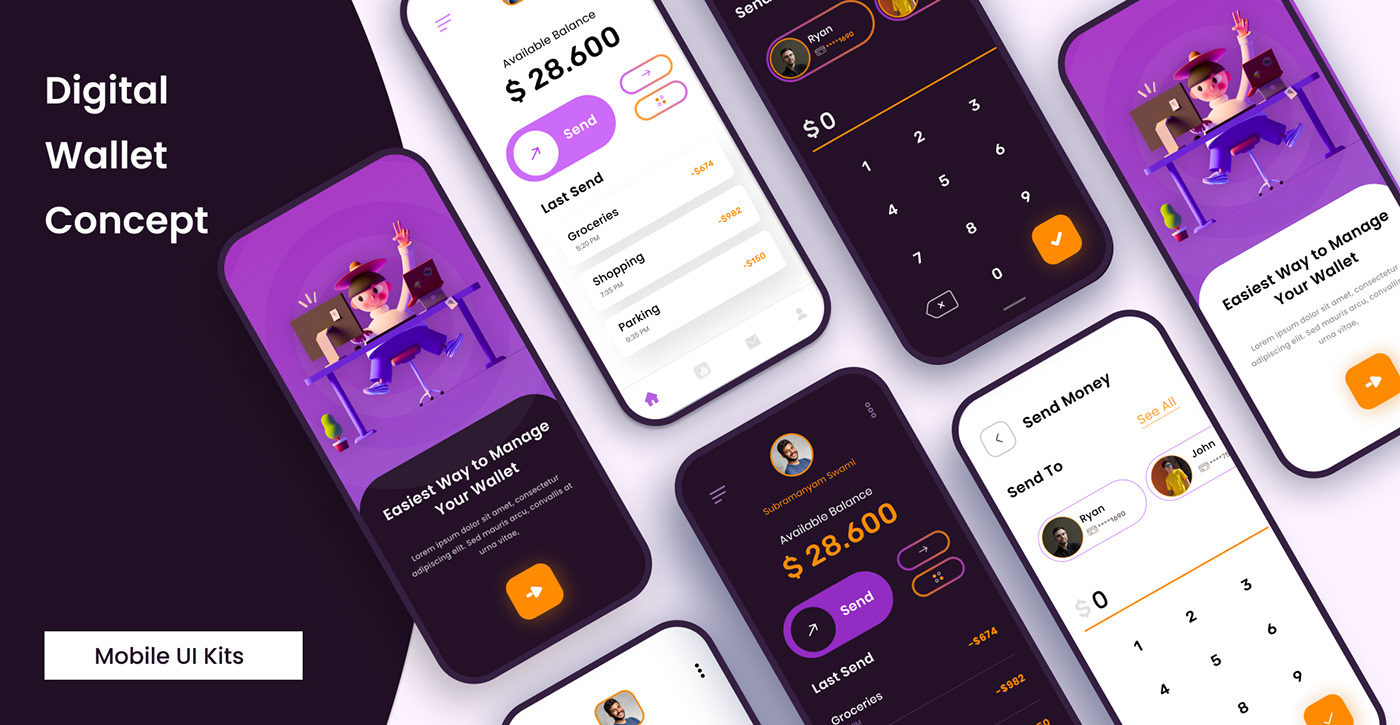 Digital
Wallet
Concept
Mobile UI Kits
Easiest Way to Manage
Your Wallet
Lorem ipsum dolor sit amet, consectetur
adipiscing elit. Sed mauris arcu, convallis at
urna vitae,
Available Balance
$ 28.600
Send
Last Send
Groceries
5:20 PM
-$674
Shopping
7:35 PM
-$982
Parking
9:35 PM
-$150
Subramanyam Swami
Available Balance
$ 28.600
Send
Last Send
-$674
Groceries
-$982
Ryan
****1690
$0
1 2 3
4 5 6
7 8 9
0
Send Money
See All
Send To
Ryan
****1690
John
$0
1 2 3
4 5 6
8 9
Easiest Way to Manage
Your Wallet
Lorem ipsum dolor sit amet, consectetur
adipiscing elit. Sed mauris arcu, convallis
urna vitae,